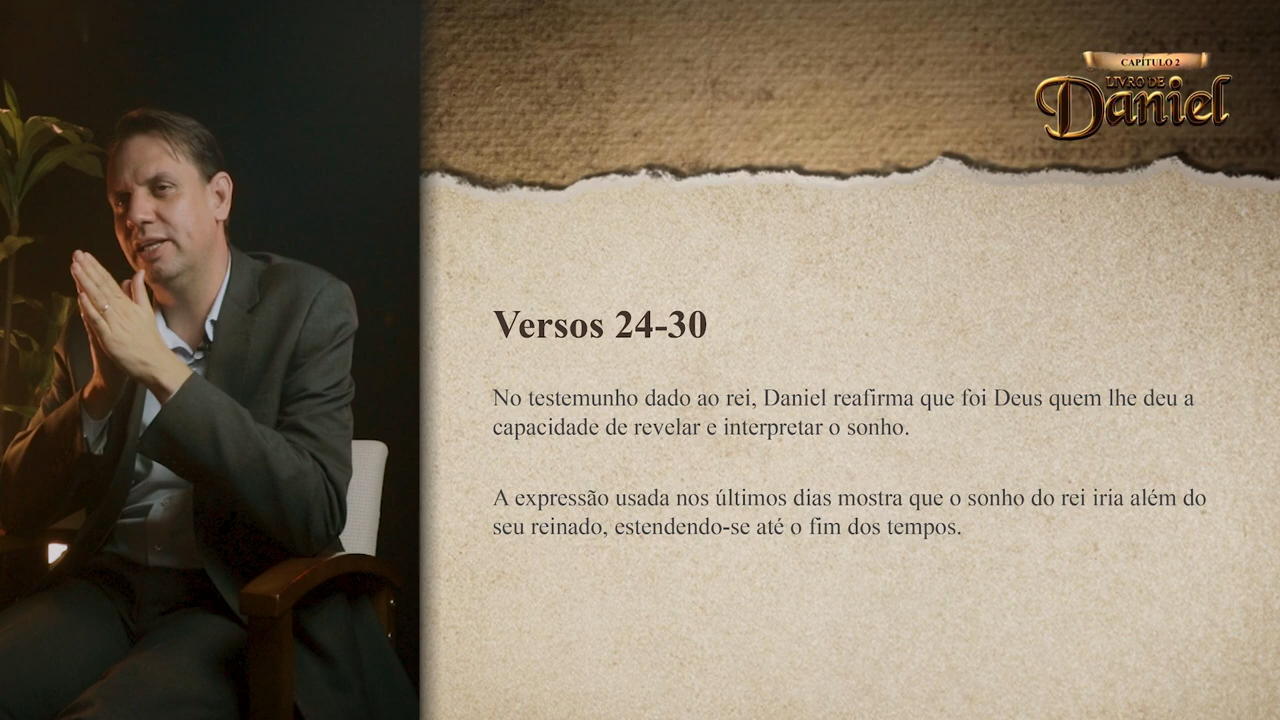 CAPÍTULO 2
LIVRO DE
Daniel
Versos 24-30
No testemunho dado ao rei, Daniel reafirma que foi Deus quem lhe deu a
capacidade de revelar e interpretar o sonho.
A expressão usada nos últimos dias mostra que o sonho do rei iria além do
seu reinado, estendendo-se até o fim dos tempos.